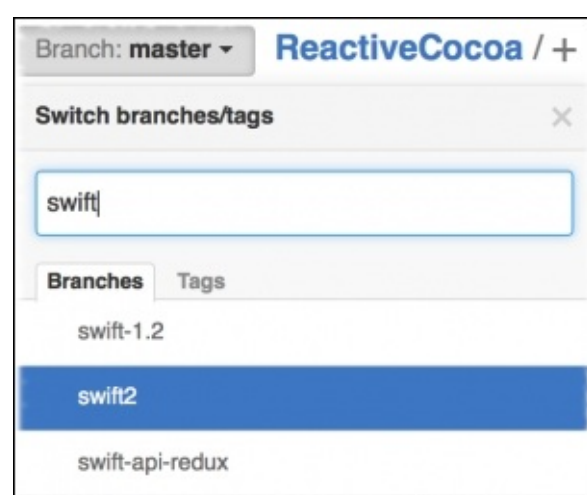 Branch: master ReactiveCocoa / +
Switch branches/tags ×
swift
Branches Tags
swift-1.2
swift2
swift-api-redux